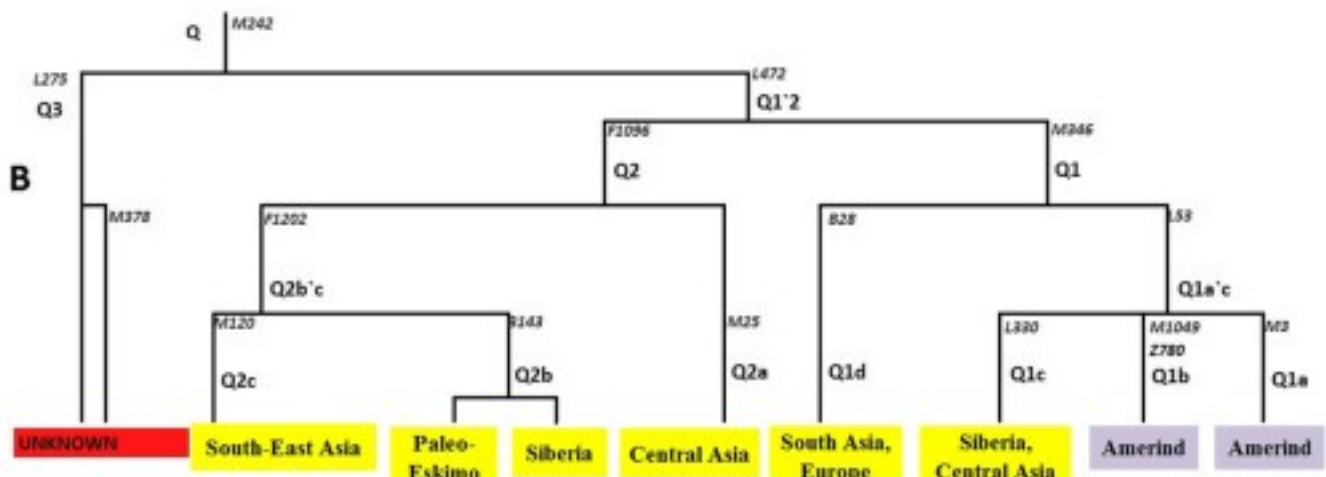 Q M242
L275 L472
Q3 Q1`2
F1096 M346
B Q2 Q1
M378 F1202 B28 L53
Q2b`c Q1a`c
M120 B143 M25 L330 M1049 M3
Z780
Q2c Q2b Q2a Q1d Q1c Q1b Q1a
UNKNOWN
South-East Asia
Paleo-
Eskimo
Siberia
Central Asia
South Asia,
Europe
Siberia,
Central Asia
Amerind
Amerind